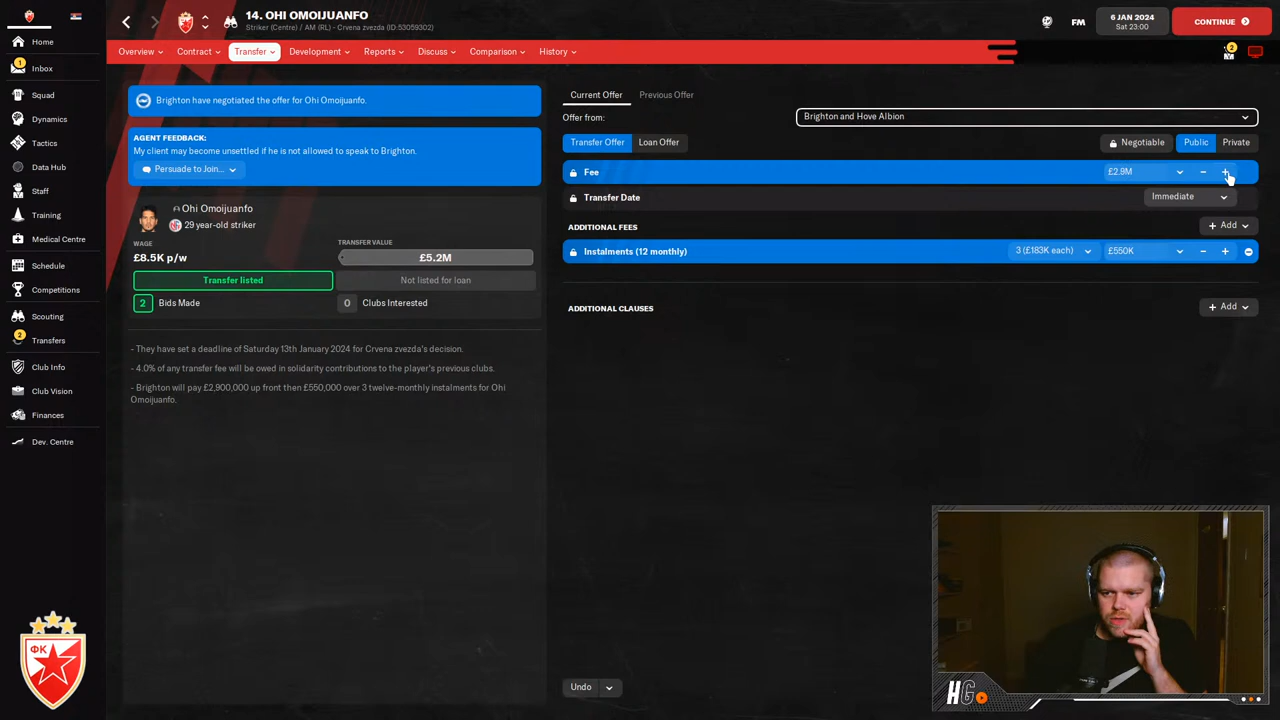 14. OHI OMOIJUANFO
Striker (Centre) / AM (RL) - Crvena zvezda (ID:53059302)
FM
6 JAN 2024
Sat 23:00
CONTINUE
Overview
Contract
Transfer
Development
Reports
Discuss
Comparison
History
2
Home
1
Inbox
Squad
Dynamics
Tactics
Data Hub
Staff
Training
Medical Centre
Schedule
Competitions
Scouting
2
Transfers
Club Info
Club Vision
Finances
Dev. Centre
ФК
Brighton have negotiated the offer for Ohi Omoijuanfo.
AGENT FEEDBACK:
My client may become unsettled if he is not allowed to speak to Brighton.
Persuade to Join...
Ohi Omoijuanfo
29 year-old striker
WAGE
£8.5K p/w
TRANSFER VALUE
£5.2M
Transfer listed
Not listed for loan
2 Bids Made
0 Clubs Interested
- They have set a deadline of Saturday 13th January 2024 for Crvena zvezda's decision.
- 4.0% of any transfer fee will be owed in solidarity contributions to the player's previous clubs.
- Brighton will pay £2,900,000 up front then £550,000 over 3 twelve-monthly instalments for Ohi
Omoijuanfo.
Current Offer
Previous Offer
Offer from:
Brighton and Hove Albion
Transfer Offer
Loan Offer
Negotiable
Public
Private
Fee
£2.9M
Transfer Date
Immediate
ADDITIONAL FEES
+ Add
Instalments (12 monthly)
3 (£183K each)
£550K
ADDITIONAL CLAUSES
+ Add
Undo
HG